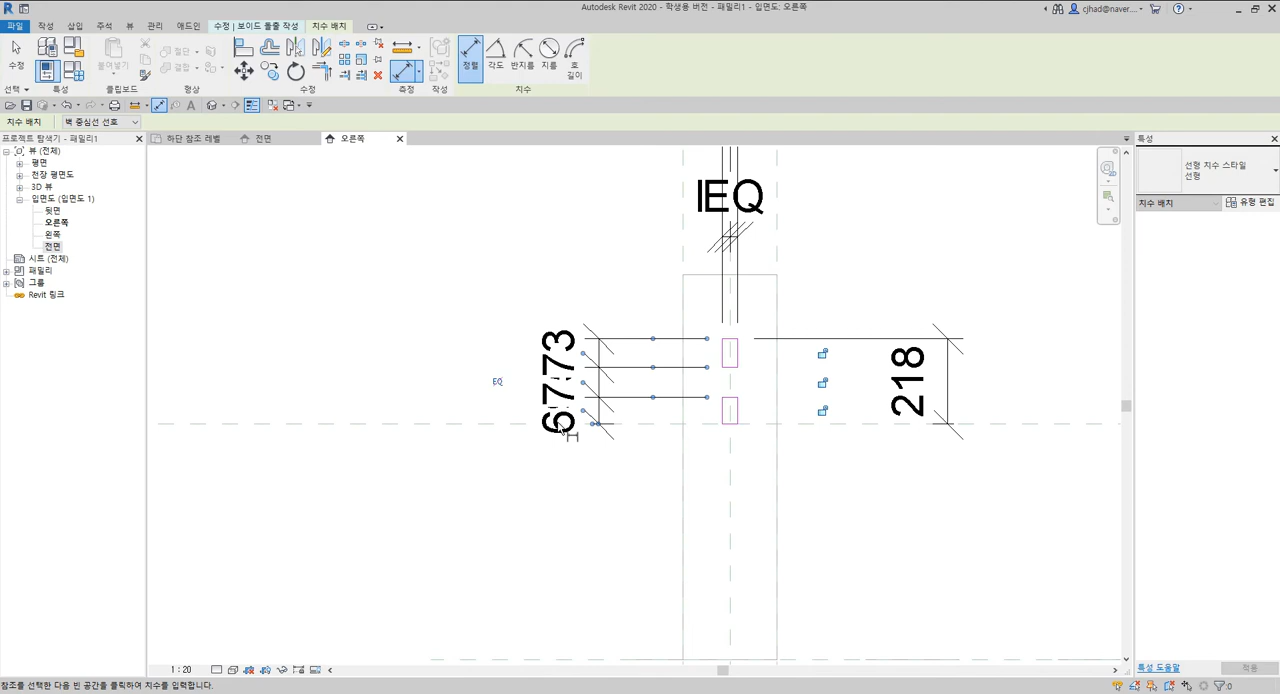 Autodesk Revit 2020 - 학생용 버전 - 패밀리1 - 입면도: 오른쪽
cjhad@naver....
파일 작성 삽입 주석 뷰 관리 애드인 수정 | 보이드 돌출 작성 치수 배치
수정
붙여넣기
절단
결합
정렬 각도 반지름 지름 호 길이
선택 특성 클립보드 형상 수정 측정 작성 치수
치수 배치 벽 중심선 선호
프로젝트 탐색기 - 패밀리1
하단 참조 레벨 전면 오른쪽
특성
뷰 (전체)
평면
천장 평면도
3D 뷰
입면도 (입면도 1)
뒷면
오른쪽
왼쪽
전면
시트 (전체)
패밀리
그룹
Revit 링크
선형 치수 스타일
선형
치수 배치 유형 편집
EQ
EQ
218
1 : 20
특성 도움말 적용
참조를 선택한 다음 빈 공간을 클릭하여 치수를 입력합니다.
:0